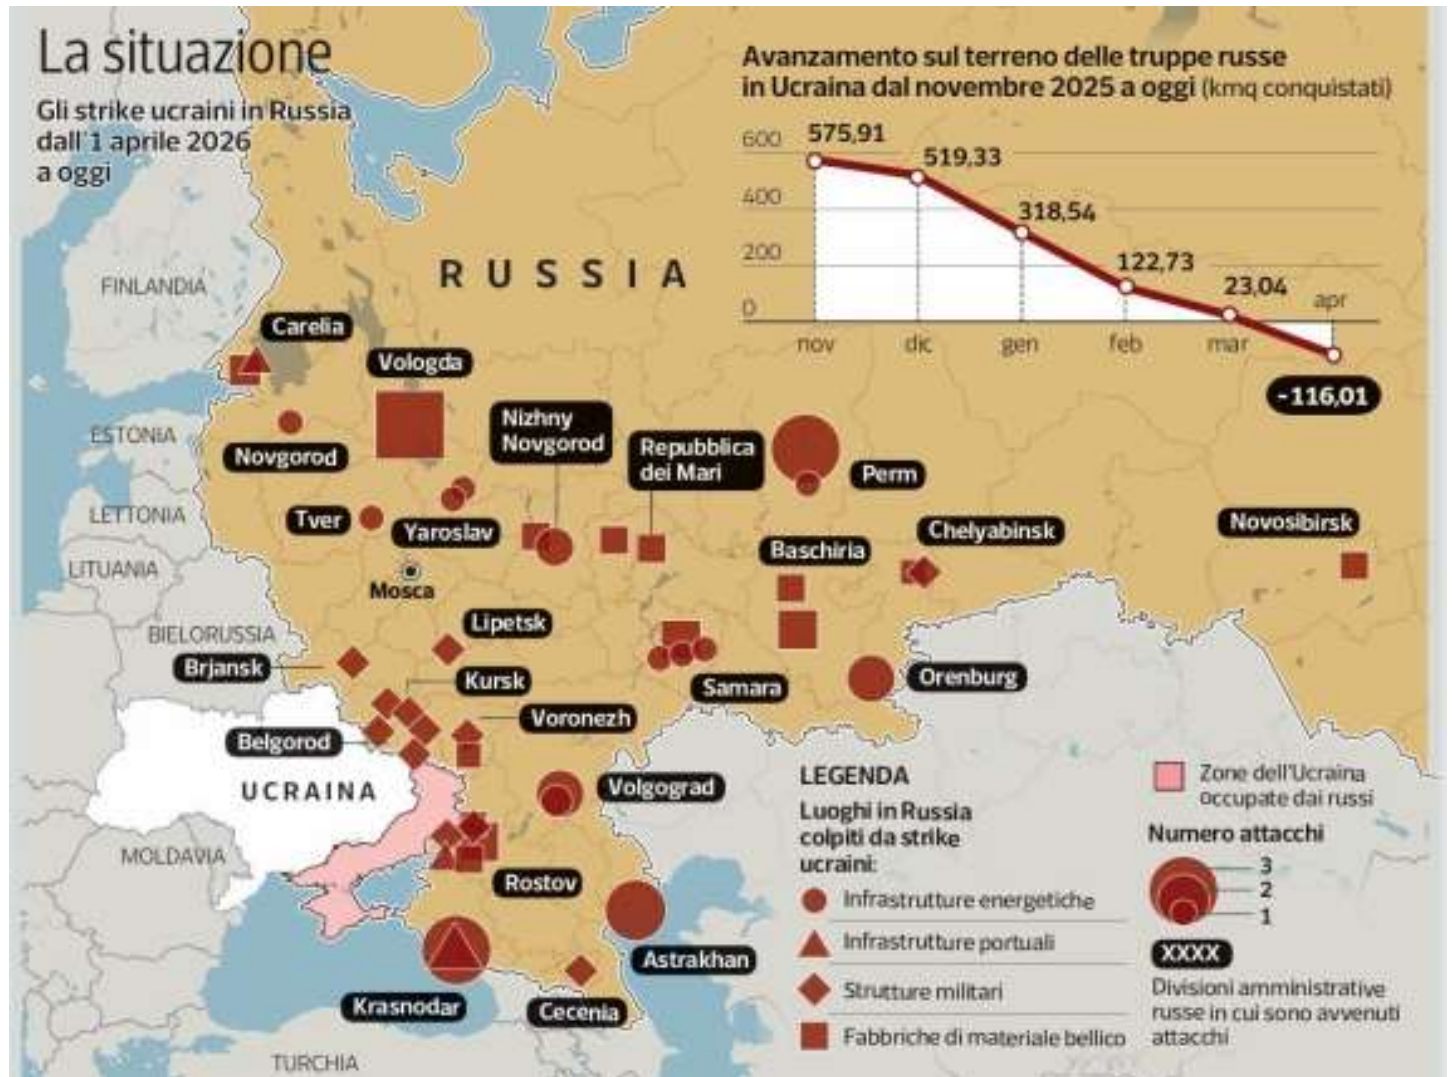 La situazione
Gli strike ucraini in Russia
dall'1 aprile 2026
a oggi
Avanzamento sul terreno delle truppe russe
in Ucraina dal novembre 2025 a oggi (kmq conquistati)
600
400
200
0
575,91
519,33
318,54
122,73
23,04
-116,01
nov
dic
gen
feb
mar
apr
RUSSIA
FINLANDIA
ESTONIA
LETTONIA
LITUANIA
BIELORUSSIA
UCRAINA
MOLDAVIA
TURCHIA
Carelia
Vologda
Novgorod
Nizhny
Novgorod
Repubblica
dei Mari
Perm
Tver
Yaroslav
Mosca
Baschiria
Chelyabinsk
Novosibirsk
Lipetsk
Brjansk
Kursk
Samara
Orenburg
Voronezh
Belgorod
Volgograd
Rostov
Astrakhan
Krasnodar
Cecenia
LEGENDA
Luoghi in Russia
colpiti da strike
ucraini:
Infrastrutture energetiche
Infrastrutture portuali
Strutture militari
Fabbriche di materiale bellico
Zone dell'Ucraina
occupate dai russi
Numero attacchi
3
2
1
XXXX
Divisioni amministrative
russe in cui sono avvenuti
attacchi